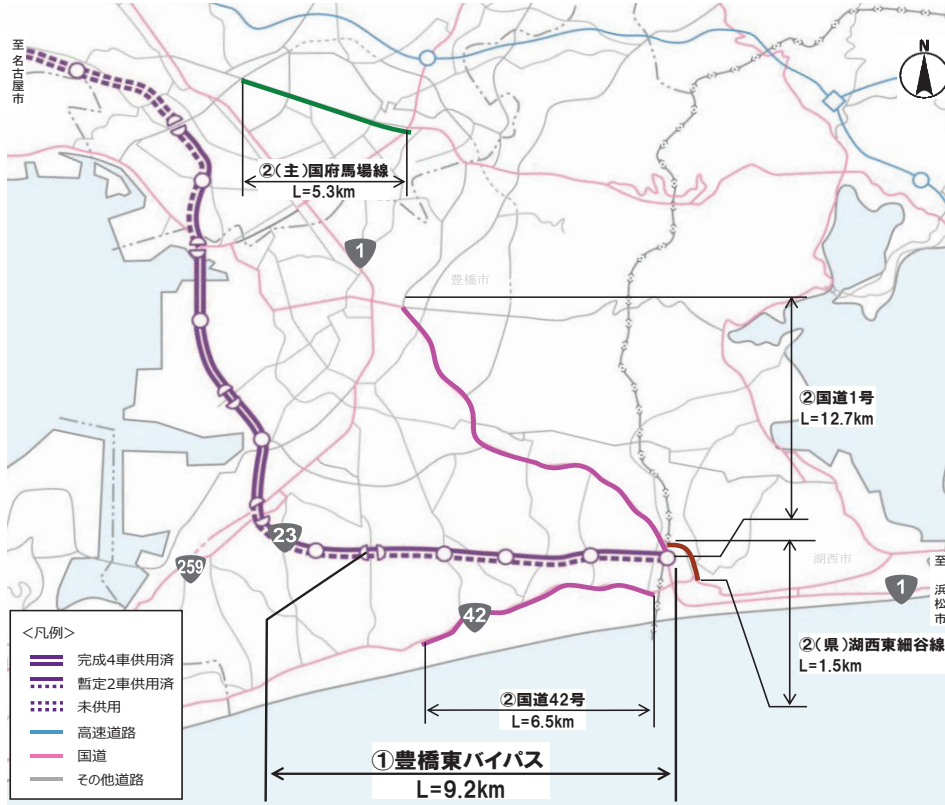 至名古屋市
N
②(主)国府馬場線
L=5.3km
1
豊橋市
②国道1号
L=12.7km
23
259
湖西市
至浜松市
1
42
②(県)湖西東細谷線
L=1.5km
②国道42号
L=6.5km
①豊橋東バイパス
L=9.2km
<凡例>
完成4車供用済
暫定2車供用済
未供用
高速道路
国道
その他道路